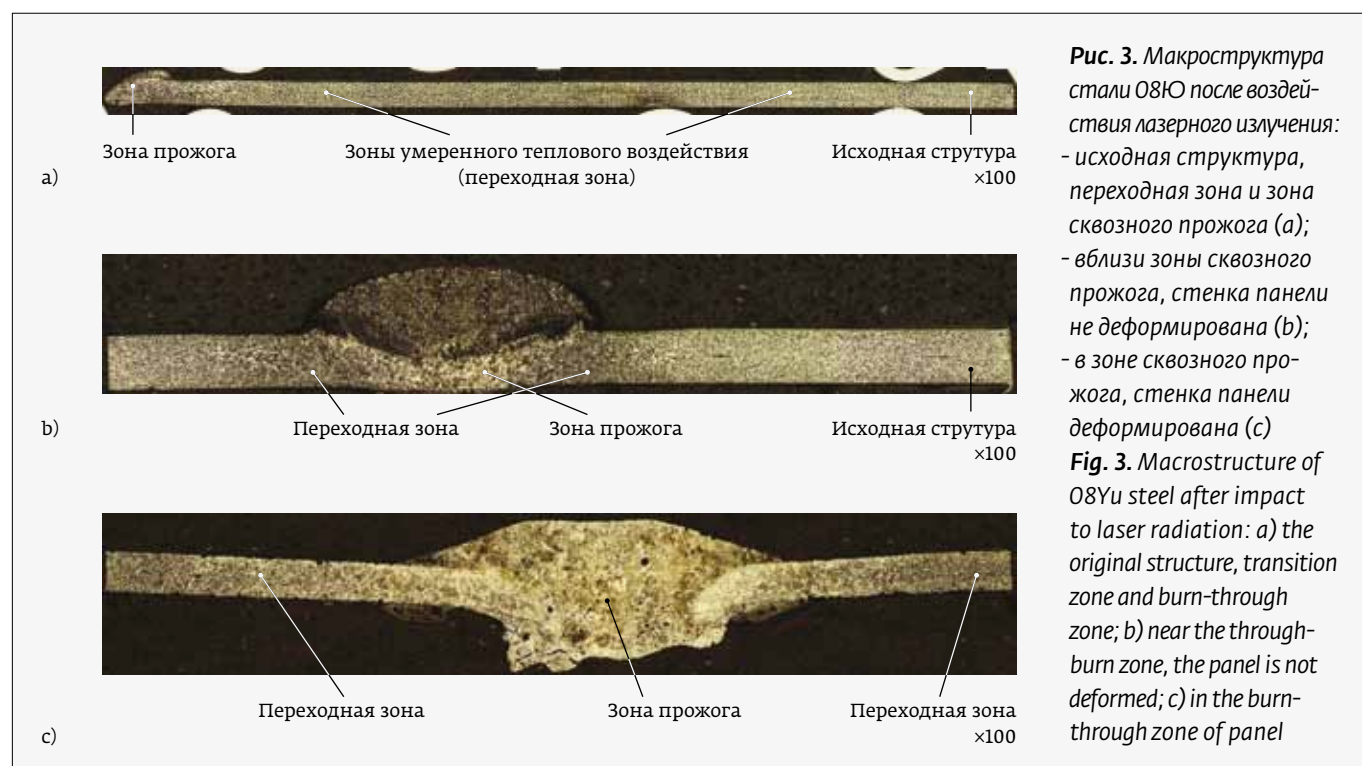 Зона прожога
Зоны умеренного теплового воздействия
(переходная зона)
Исходная струтура
×100
a)
Переходная зона
Зона прожога
Исходная струтура
×100
b)
Переходная зона
Зона прожога
Переходная зона
×100
c)
Рис. 3. Макроструктура
стали 08Ю после воздей-
ствия лазерного излучения:
- исходная структура,
переходная зона и зона
сквозного прожога (a);
- вблизи зоны сквозного
прожога, стенка панели
не деформирована (b);
- в зоне сквозного про-
жога, стенка панели
деформирована (c)
Fig. 3. Macrostructure of
08Yu steel after impact
to laser radiation: a) the
original structure, transition
zone and burn-through
zone; b) near the through-
burn zone, the panel is not
deformed; c) in the burn-
through zone of panel